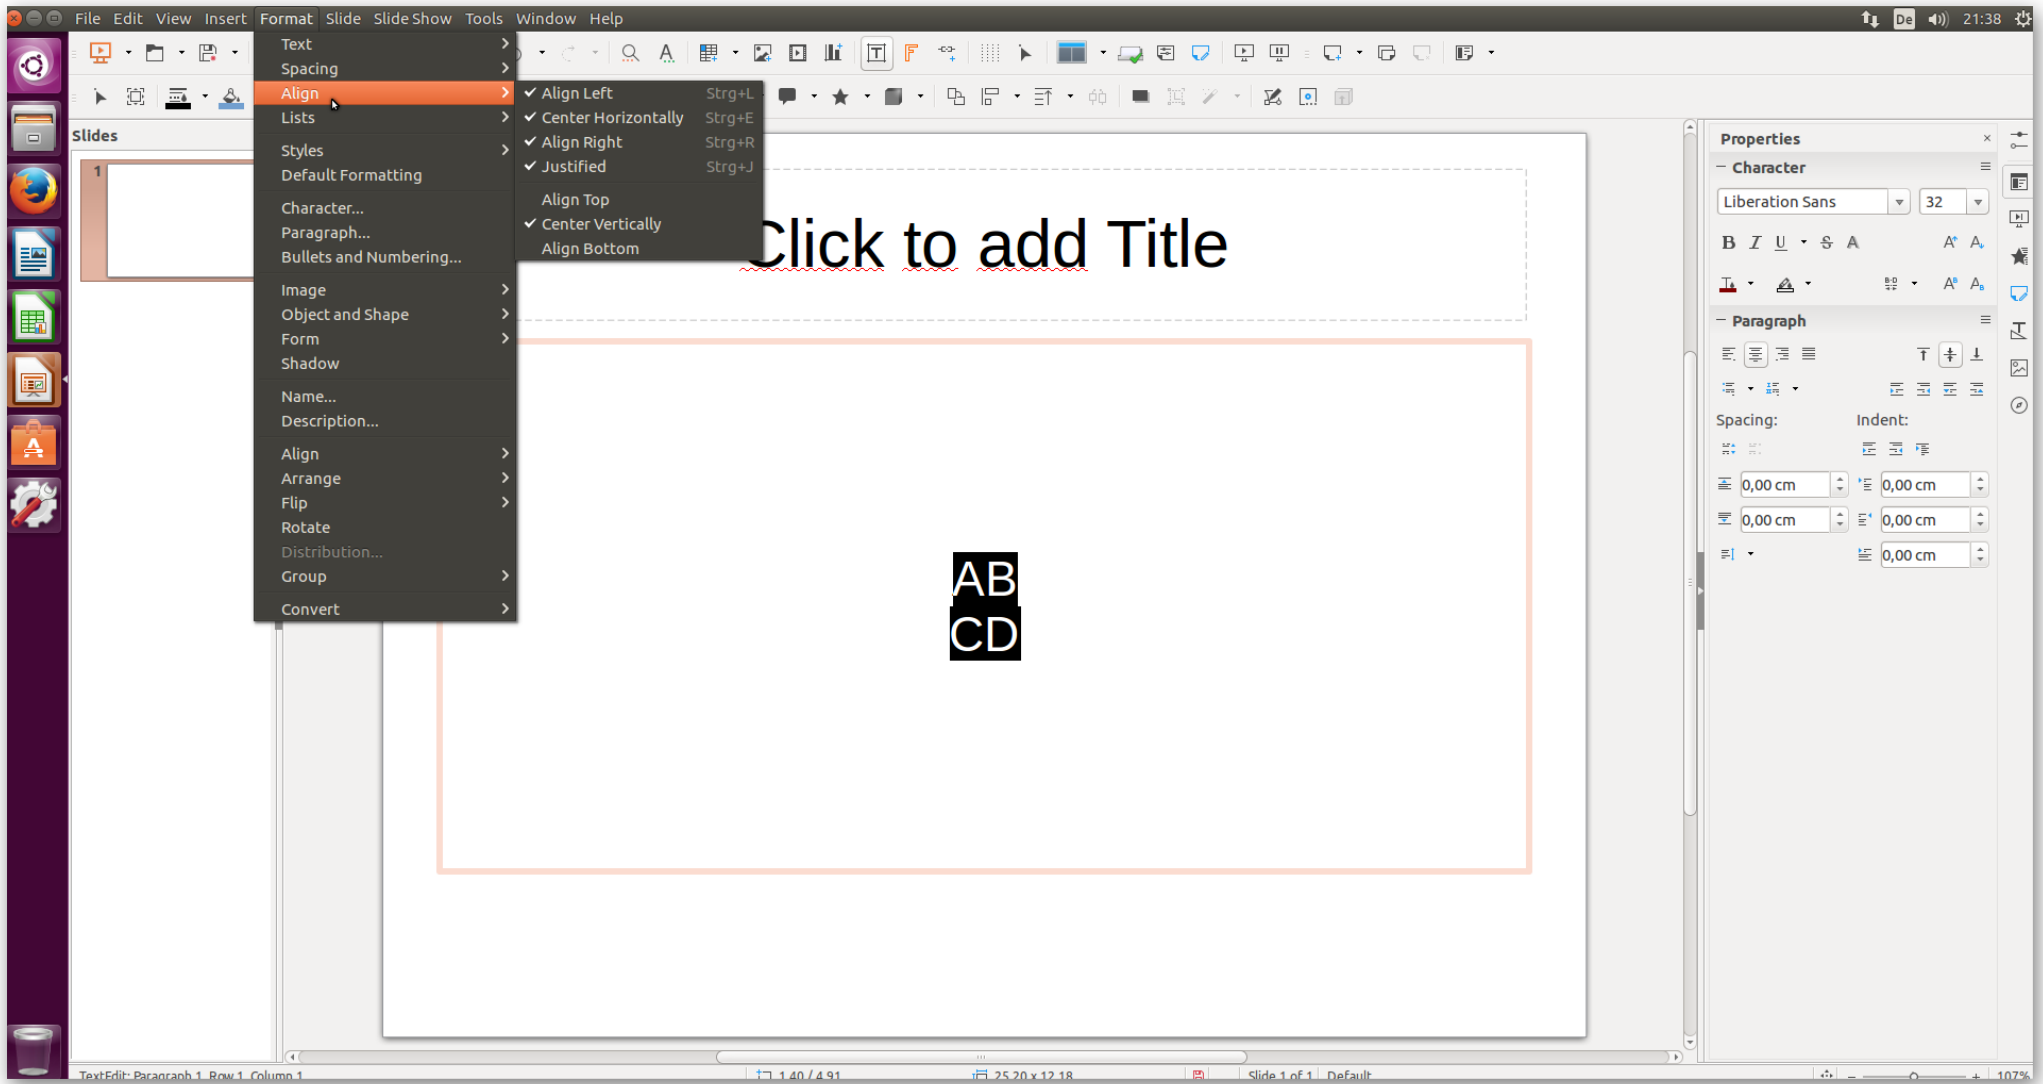 File Edit View Insert Format Slide Slide Show Tools Window Help De 21:38
Text
Spacing
Align
Lists
Styles
Default Formatting
Character...
Paragraph...
Bullets and Numbering...
Image
Object and Shape
Form
Shadow
Name...
Description...
Align
Arrange
Flip
Rotate
Distribution...
Group
Convert
Align Left Strg+L
Center Horizontally Strg+E
Align Right Strg+R
Justified Strg+J
Align Top
Center Vertically
Align Bottom
Slides
1
Click to add Title
AB
CD
Properties
Character
Liberation Sans 32
Paragraph
Spacing: Indent:
0,00 cm 0,00 cm
0,00 cm 0,00 cm
0,00 cm
TextEdit: Paragraph 1, Row 1, Column 1 1.40 / 4.91 25.20 x 12.18 Slide 1 of 1 Default 107%